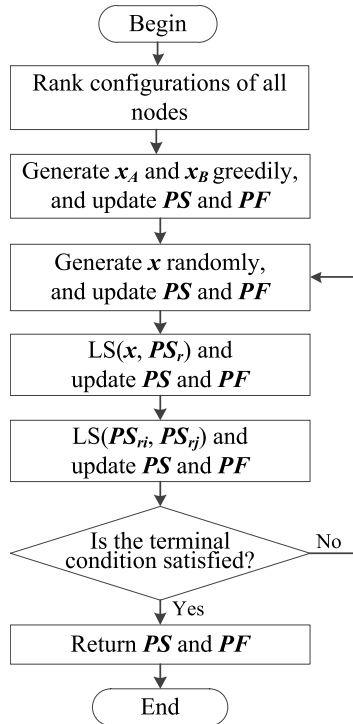 Begin
Rank configurations of all
nodes
Generate x_A and x_B greedily,
and update PS and PF
Generate x randomly,
and update PS and PF
LS(x, PS_r) and
update PS and PF
LS(PS_ri, PS_rj) and
update PS and PF
Is the terminal
condition satisfied?
No
Yes
Return PS and PF
End